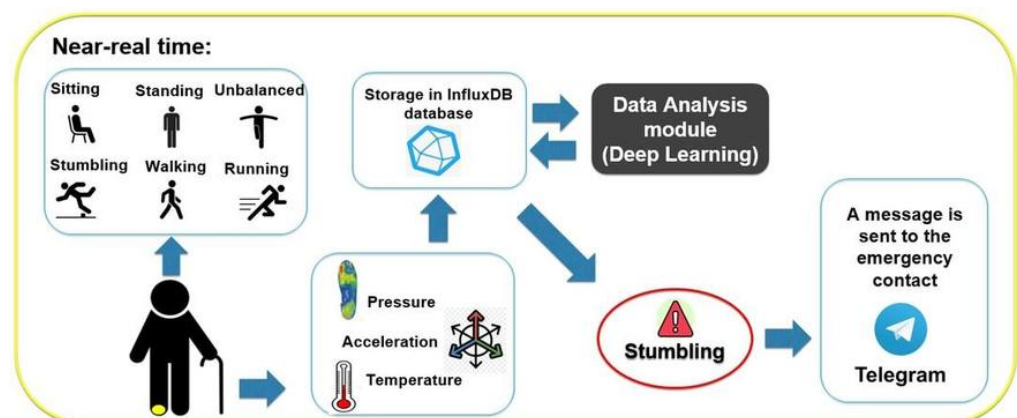 Near-real time:
Sitting
Standing
Unbalanced
Stumbling
Walking
Running
Storage in InfluxDB
database
Data Analysis
module
(Deep Learning)
Pressure
Acceleration
Temperature
Stumbling
A message is
sent to the
emergency
contact
Telegram